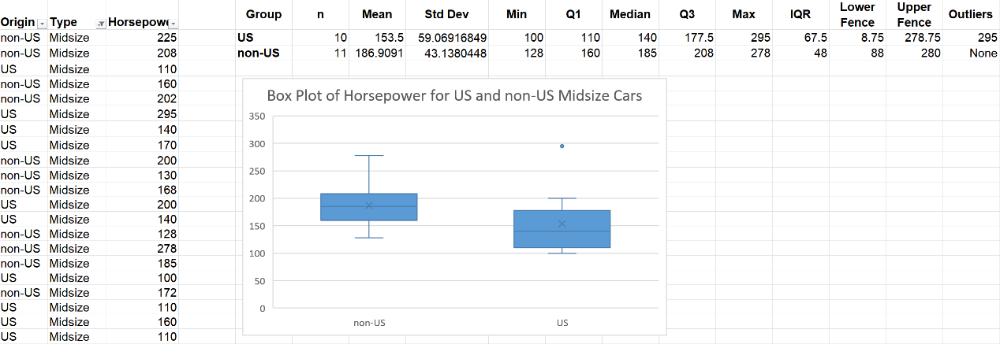 Origin Type Horsepowe
non-US Midsize 225
non-US Midsize 208
US Midsize 110
non-US Midsize 160
non-US Midsize 202
US Midsize 295
US Midsize 140
US Midsize 170
non-US Midsize 200
non-US Midsize 130
non-US Midsize 168
US Midsize 200
US Midsize 140
non-US Midsize 128
non-US Midsize 278
non-US Midsize 185
US Midsize 100
non-US Midsize 172
US Midsize 110
US Midsize 160
US Midsize 110
Group n Mean Std Dev Min Q1 Median Q3 Max IQR Lower Fence Upper Fence Outliers
US 10 153.5 59.06916849 100 110 140 177.5 295 67.5 8.75 278.75 295
non-US 11 186.9091 43.1380448 128 160 185 208 278 48 88 280 None
Box Plot of Horsepower for US and non-US Midsize Cars
350
300
250
200
150
100
50
0
non-US US